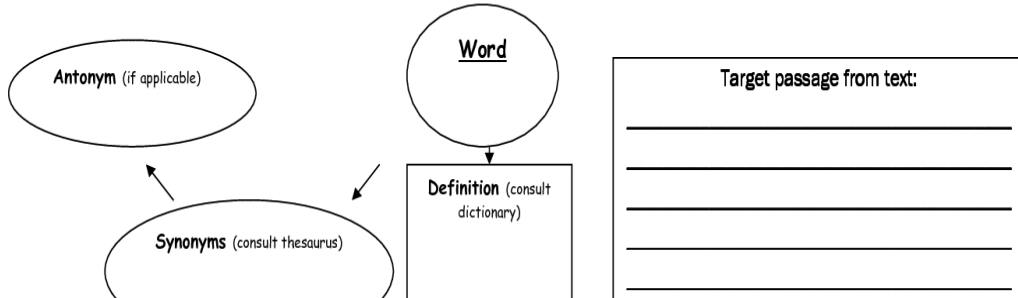 Word
Antonym (if applicable)
Target passage from text:
Definition (consult
dictionary)
Synonyms (consult thesaurus)